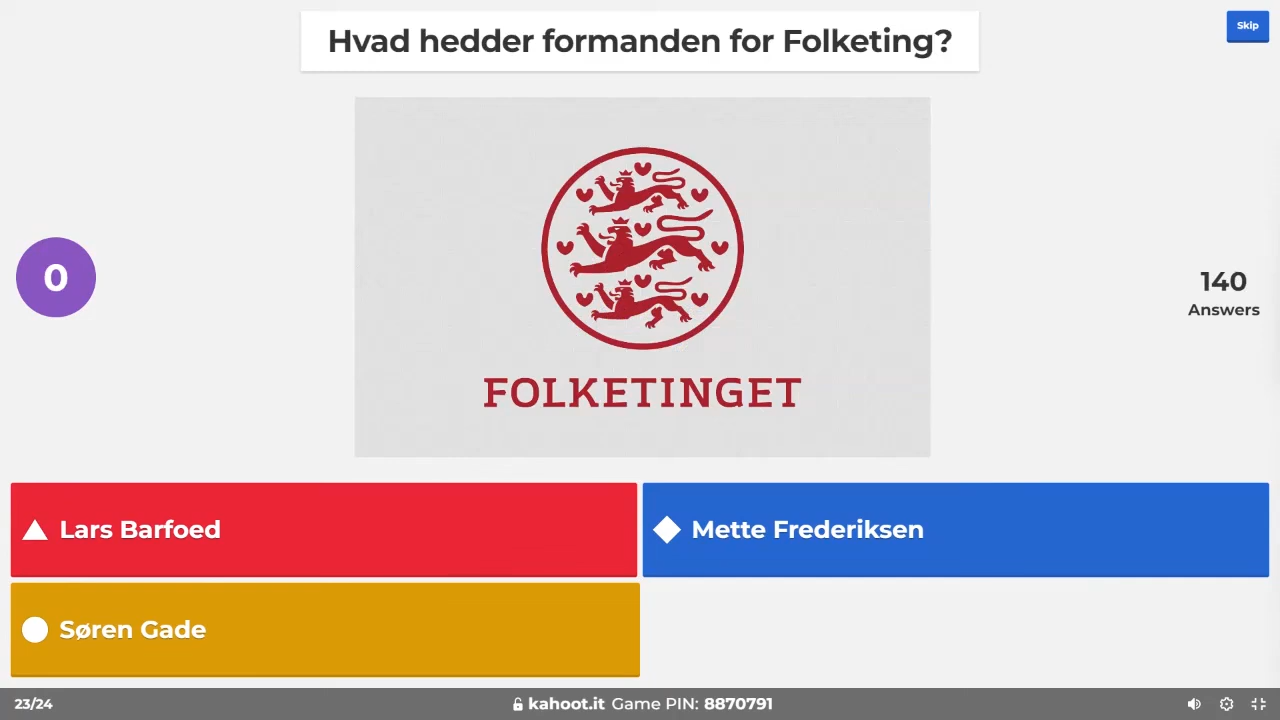 Hvad hedder formanden for Folketing?
Skip
0
FOLKETINGET
140
Answers
Lars Barfoed
Mette Frederiksen
Søren Gade
23/24
kahoot.it Game PIN: 8870791